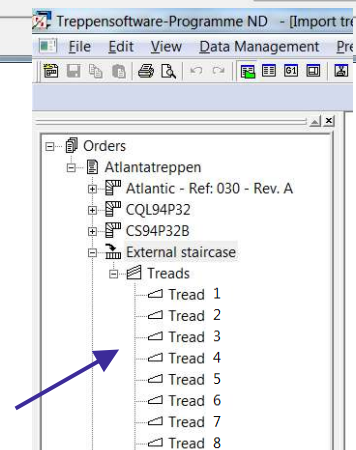 Treppensoftware-Programme ND - [Import tre
File Edit View Data Management Pre
61
Orders
Atlantatreppen
Atlantic - Ref: 030 - Rev. A
CQL94P32
CS94P32B
External staircase
Treads
Tread 1
Tread 2
Tread 3
Tread 4
Tread 5
Tread 6
Tread 7
Tread 8